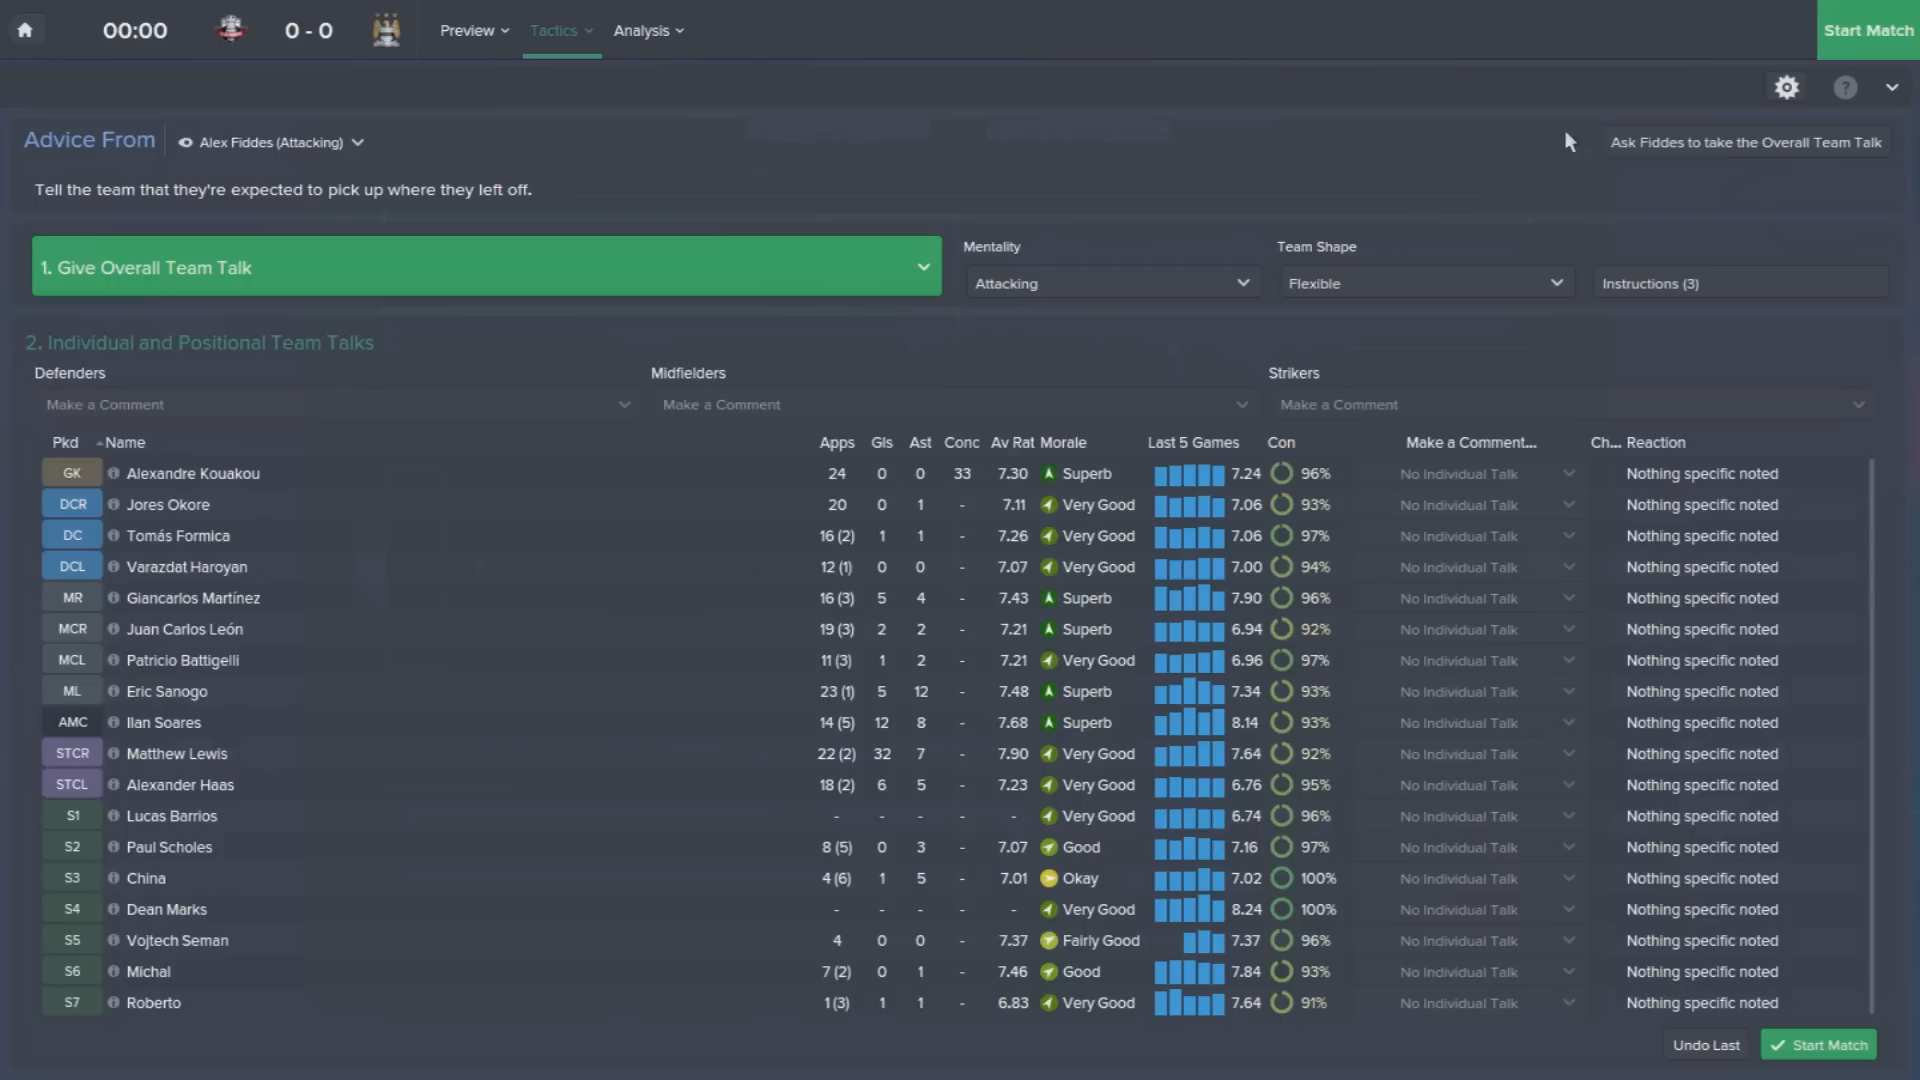 00:00 0 - 0 Preview Tactics Analysis Start Match
?
Advice From Alex Fiddes (Attacking) Ask Fiddes to take the Overall Team Talk
Tell the team that they're expected to pick up where they left off.
Mentality Team Shape
1. Give Overall Team Talk Attacking Flexible Instructions (3)
2. Individual and Positional Team Talks
Defenders Midfielders Strikers
Make a Comment Make a Comment Make a Comment
Pkd Name Apps Gls Ast Conc Av Rat Morale Last 5 Games Con Make a Comment... Ch... Reaction
GK Alexandre Kouakou 24 0 0 33 7.30 Superb 7.24 96% No Individual Talk Nothing specific noted
DCR Jores Okore 20 0 1 - 7.11 Very Good 7.06 93% No Individual Talk Nothing specific noted
DC Tomás Formica 16 (2) 1 1 - 7.26 Very Good 7.06 97% No Individual Talk Nothing specific noted
DCL Varazdat Haroyan 12 (1) 0 0 - 7.07 Very Good 7.00 94% No Individual Talk Nothing specific noted
MR Giancarlos Martínez 16 (3) 5 4 - 7.43 Superb 7.90 96% No Individual Talk Nothing specific noted
MCR Juan Carlos León 19 (3) 2 2 - 7.21 Superb 6.94 92% No Individual Talk Nothing specific noted
MCL Patricio Battigelli 11 (3) 1 2 - 7.21 Very Good 6.96 97% No Individual Talk Nothing specific noted
ML Eric Sanogo 23 (1) 5 12 - 7.48 Superb 7.34 93% No Individual Talk Nothing specific noted
AMC Ilan Soares 14 (5) 12 8 - 7.68 Superb 8.14 93% No Individual Talk Nothing specific noted
STCR Matthew Lewis 22 (2) 32 7 - 7.90 Very Good 7.64 92% No Individual Talk Nothing specific noted
STCL Alexander Haas 18 (2) 6 5 - 7.23 Very Good 6.76 95% No Individual Talk Nothing specific noted
S1 Lucas Barrios - - - - - Very Good 6.74 96% No Individual Talk Nothing specific noted
S2 Paul Scholes 8 (5) 0 3 - 7.07 Good 7.16 97% No Individual Talk Nothing specific noted
S3 China 4 (6) 1 5 - 7.01 Okay 7.02 100% No Individual Talk Nothing specific noted
S4 Dean Marks - - - - - Very Good 8.24 100% No Individual Talk Nothing specific noted
S5 Vojtech Seman 4 0 0 - 7.37 Fairly Good 7.37 96% No Individual Talk Nothing specific noted
S6 Michal 7 (2) 0 1 - 7.46 Good 7.84 93% No Individual Talk Nothing specific noted
S7 Roberto 1 (3) 1 1 - 6.83 Very Good 7.64 91% No Individual Talk Nothing specific noted
Undo Last Start Match